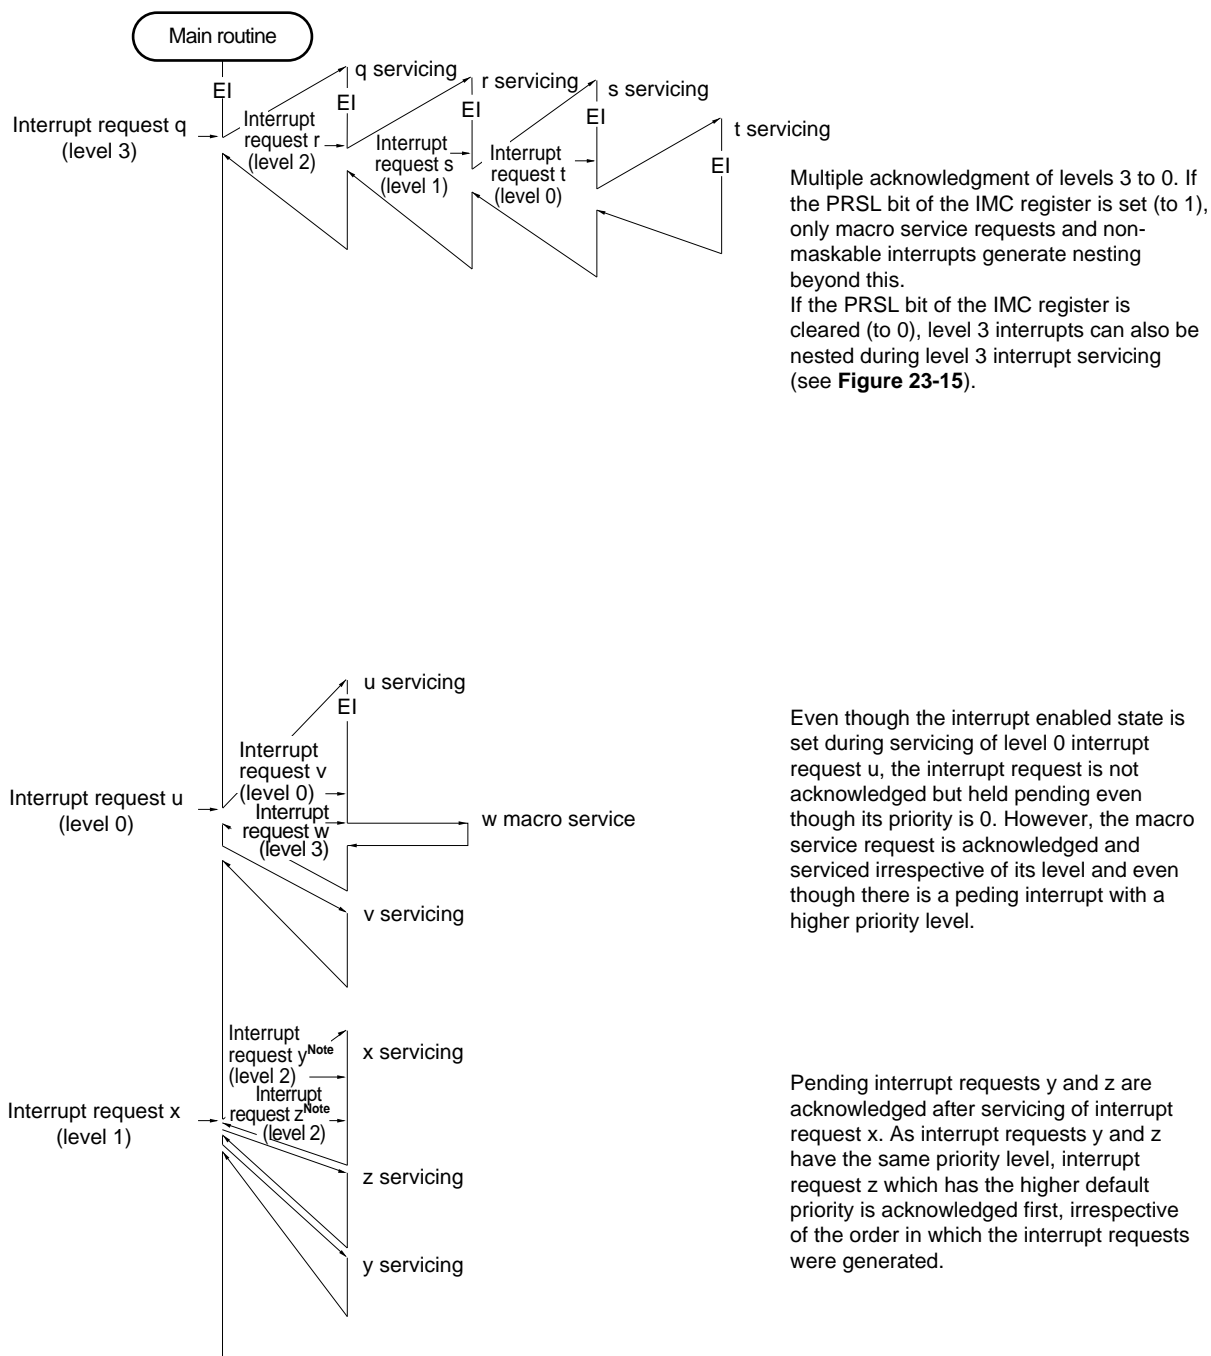 Main routine
EI
q servicing
r servicing
s servicing
t servicing
EI
EI
EI
EI
Interrupt request q
(level 3)
Interrupt
request r
(level 2)
Interrupt
request s
(level 1)
Interrupt
request t
(level 0)
Multiple acknowledgment of levels 3 to 0. If
the PRSL bit of the IMC register is set (to 1),
only macro service requests and non-
maskable interrupts generate nesting
beyond this.
If the PRSL bit of the IMC register is
cleared (to 0), level 3 interrupts can also be
nested during level 3 interrupt servicing
(see Figure 23-15).
u servicing
EI
Interrupt
request v
(level 0)
Interrupt request u
(level 0)
Interrupt
request w
(level 3)
w macro service
v servicing
Even though the interrupt enabled state is
set during servicing of level 0 interrupt
request u, the interrupt request is not
acknowledged but held pending even
though its priority is 0. However, the macro
service request is acknowledged and
serviced irrespective of its level and even
though there is a peding interrupt with a
higher priority level.
Interrupt
request yNote
(level 2)
x servicing
Interrupt request x
(level 1)
Interrupt
request zNote
(level 2)
z servicing
y servicing
Pending interrupt requests y and z are
acknowledged after servicing of interrupt
request x. As interrupt requests y and z
have the same priority level, interrupt
request z which has the higher default
priority is acknowledged first, irrespective
of the order in which the interrupt requests
were generated.